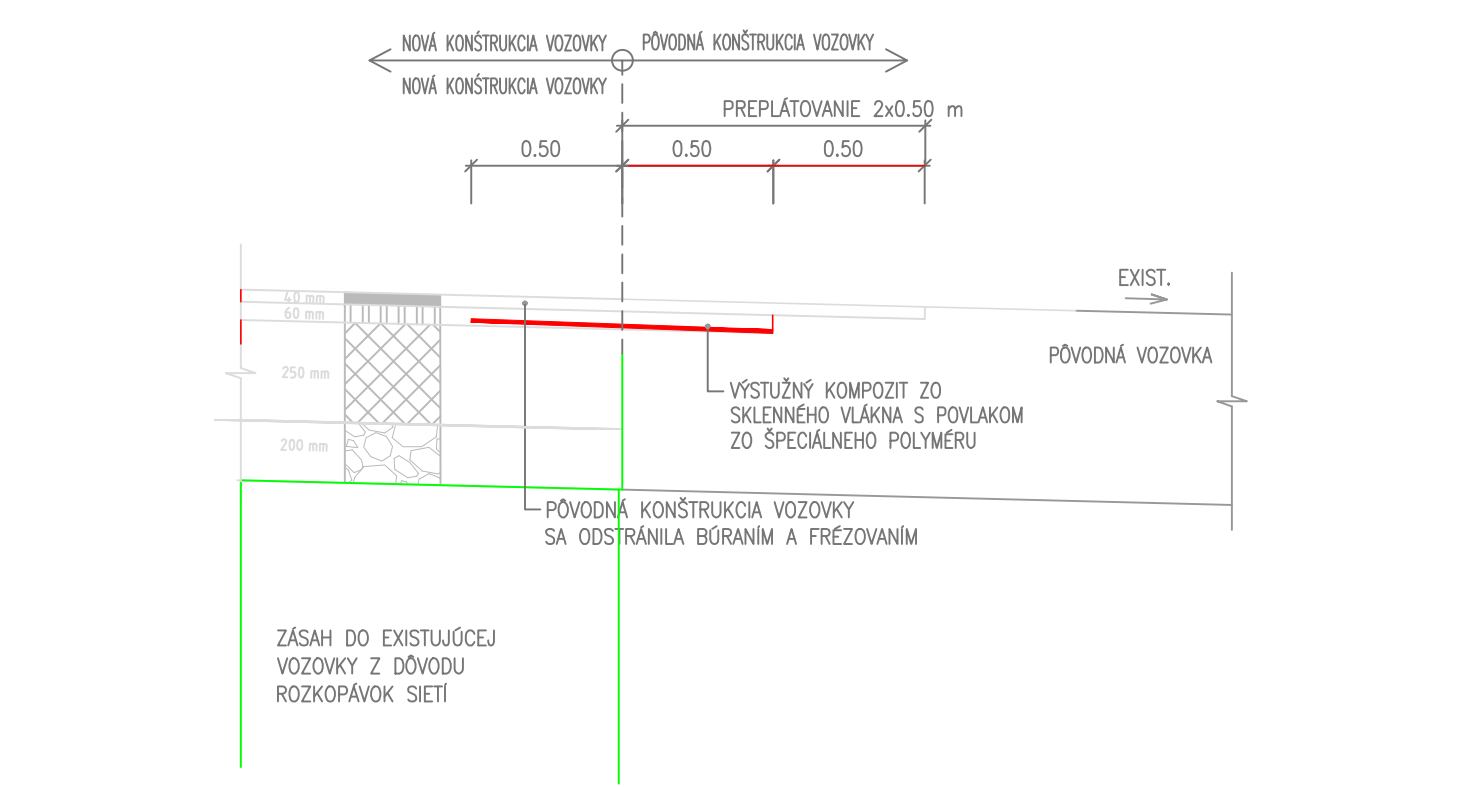 NOVÁ KONŠTRUKCIA VOZOVKY
PÔVODNÁ KONŠTRUKCIA VOZOVKY
NOVÁ KONŠTRUKCIA VOZOVKY
PREPLÁTOVANIE 2x0.50 m
0.50
0.50
0.50
EXIST.
40 mm
60 mm
PÔVODNÁ VOZOVKA
250 mm
VÝSTUŽNÝ KOMPOZIT ZO
SKLENNÉHO VLÁKNA S POVLAKOM
ZO ŠPECIÁLNEHO POLYMÉRU
200 mm
PÔVODNÁ KONŠTRUKCIA VOZOVKY
SA ODSTRÁNILA BÚRANÍM A FRÉZOVANÍM
ZÁSAH DO EXISTUJÚCEJ
VOZOVKY Z DÔVODU
ROZKOPÁVOK SIETÍ